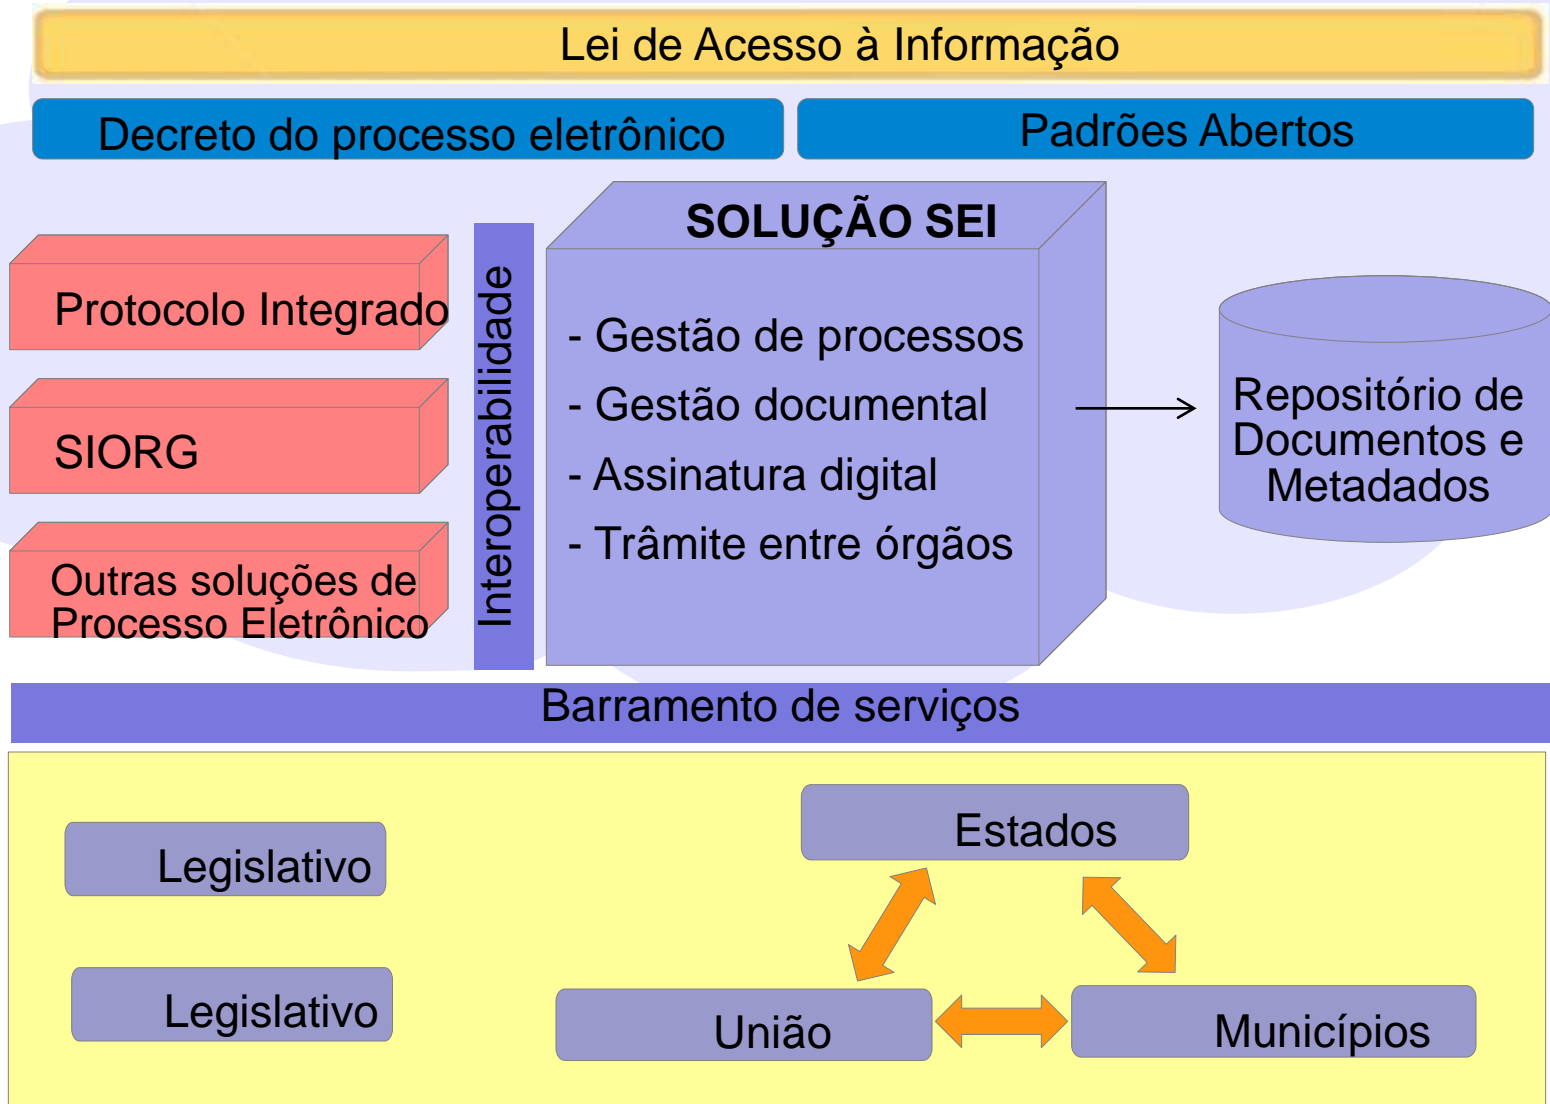 Lei de Acesso à Informação
Decreto do processo eletrônico
Padrões Abertos
Protocolo Integrado
SIORG
Outras soluções de
Processo Eletrônico
Interoperabilidade
SOLUÇÃO SEI
- Gestão de processos
- Gestão documental
- Assinatura digital
- Trâmite entre órgãos
Repositório de
Documentos e
Metadados
Barramento de serviços
Legislativo
Legislativo
Estados
União
Municípios